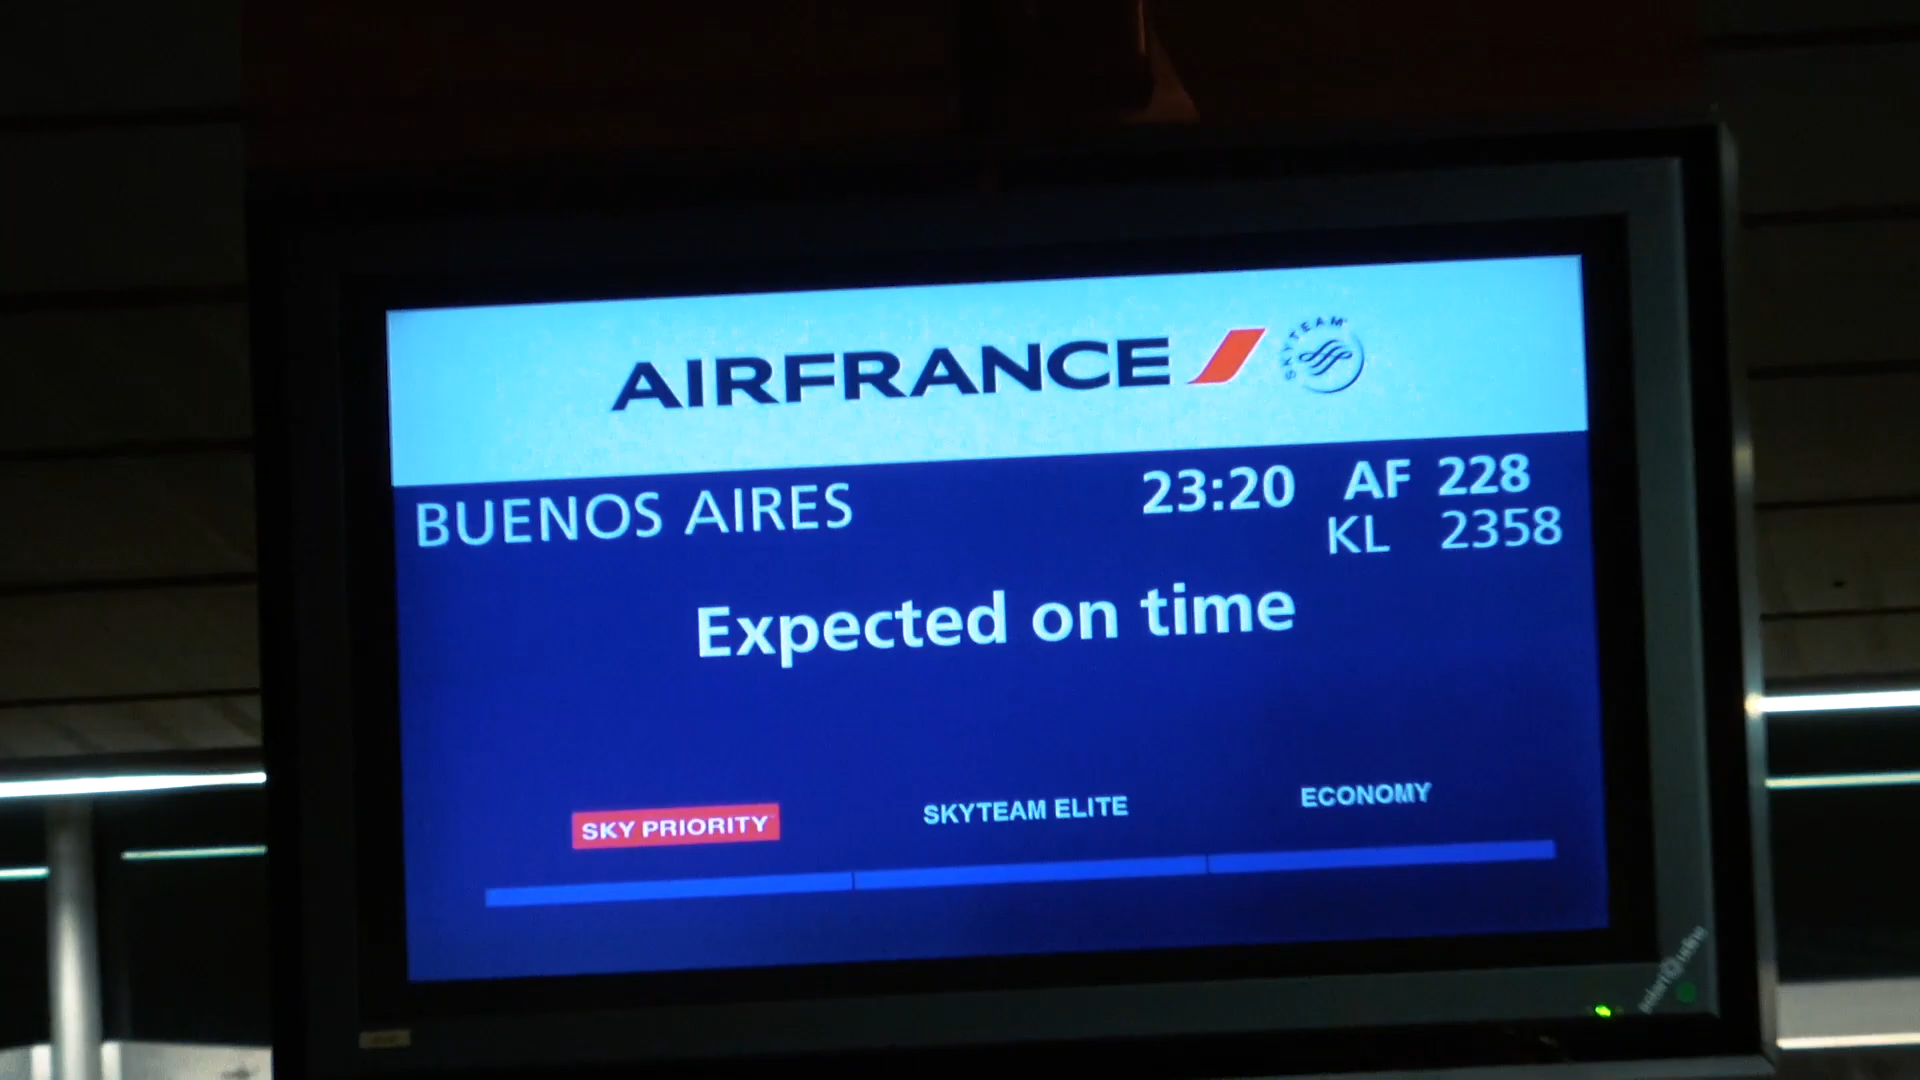 AIRFRANCE
SKYTEAM
BUENOS AIRES 23:20 AF 228
KL 2358
Expected on time
SKY PRIORITY SKYTEAM ELITE ECONOMY